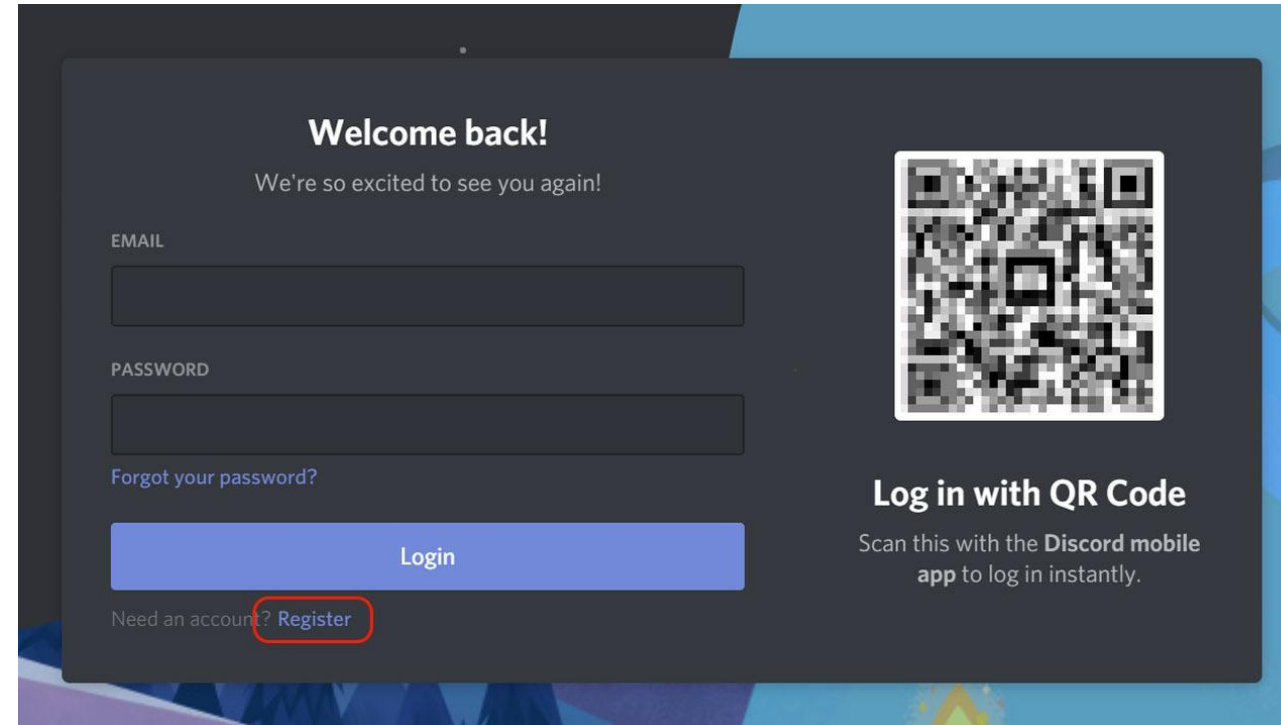 Welcome back!
We're so excited to see you again!
EMAIL
PASSWORD
Forgot your password?
Login
Need an account? Register
Log in with QR Code
Scan this with the Discord mobile
app to log in instantly.